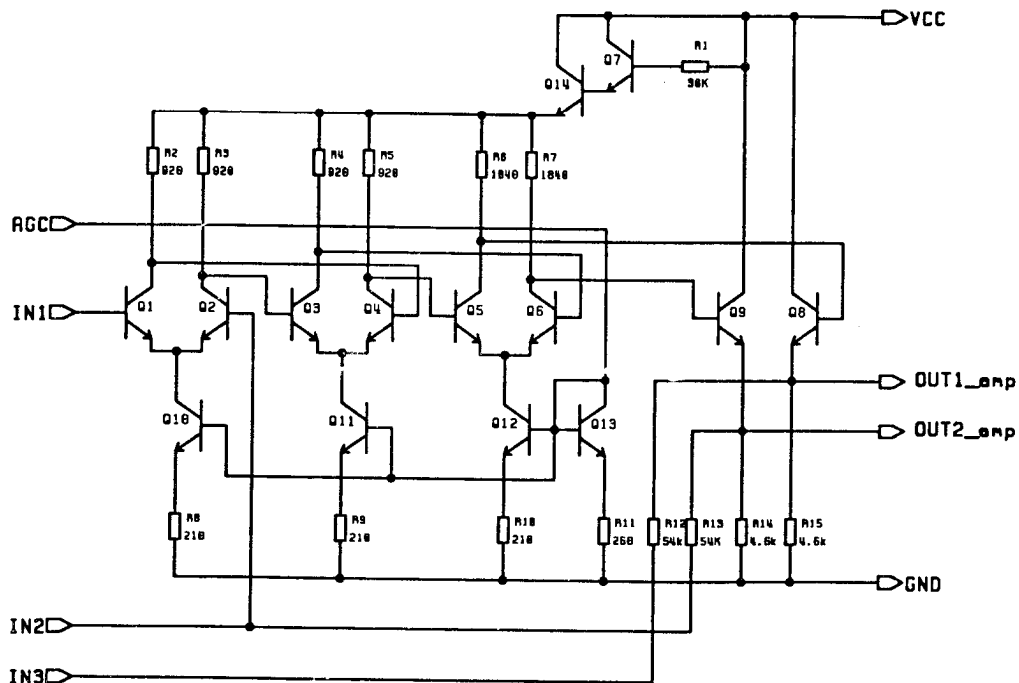 VCC
R1
30K
Q7
Q14
R2
920
R3
920
R4
920
R5
920
R6
1840
R7
1840
AGC
IN1
Q1
Q2
Q3
Q4
Q5
Q6
Q9
Q8
OUT1_amp
OUT2_amp
Q10
Q11
Q12
Q13
R8
210
R9
210
R10
210
R11
260
R12
54k
R13
54K
R14
4.6k
R15
4.6k
GND
IN2
IN3